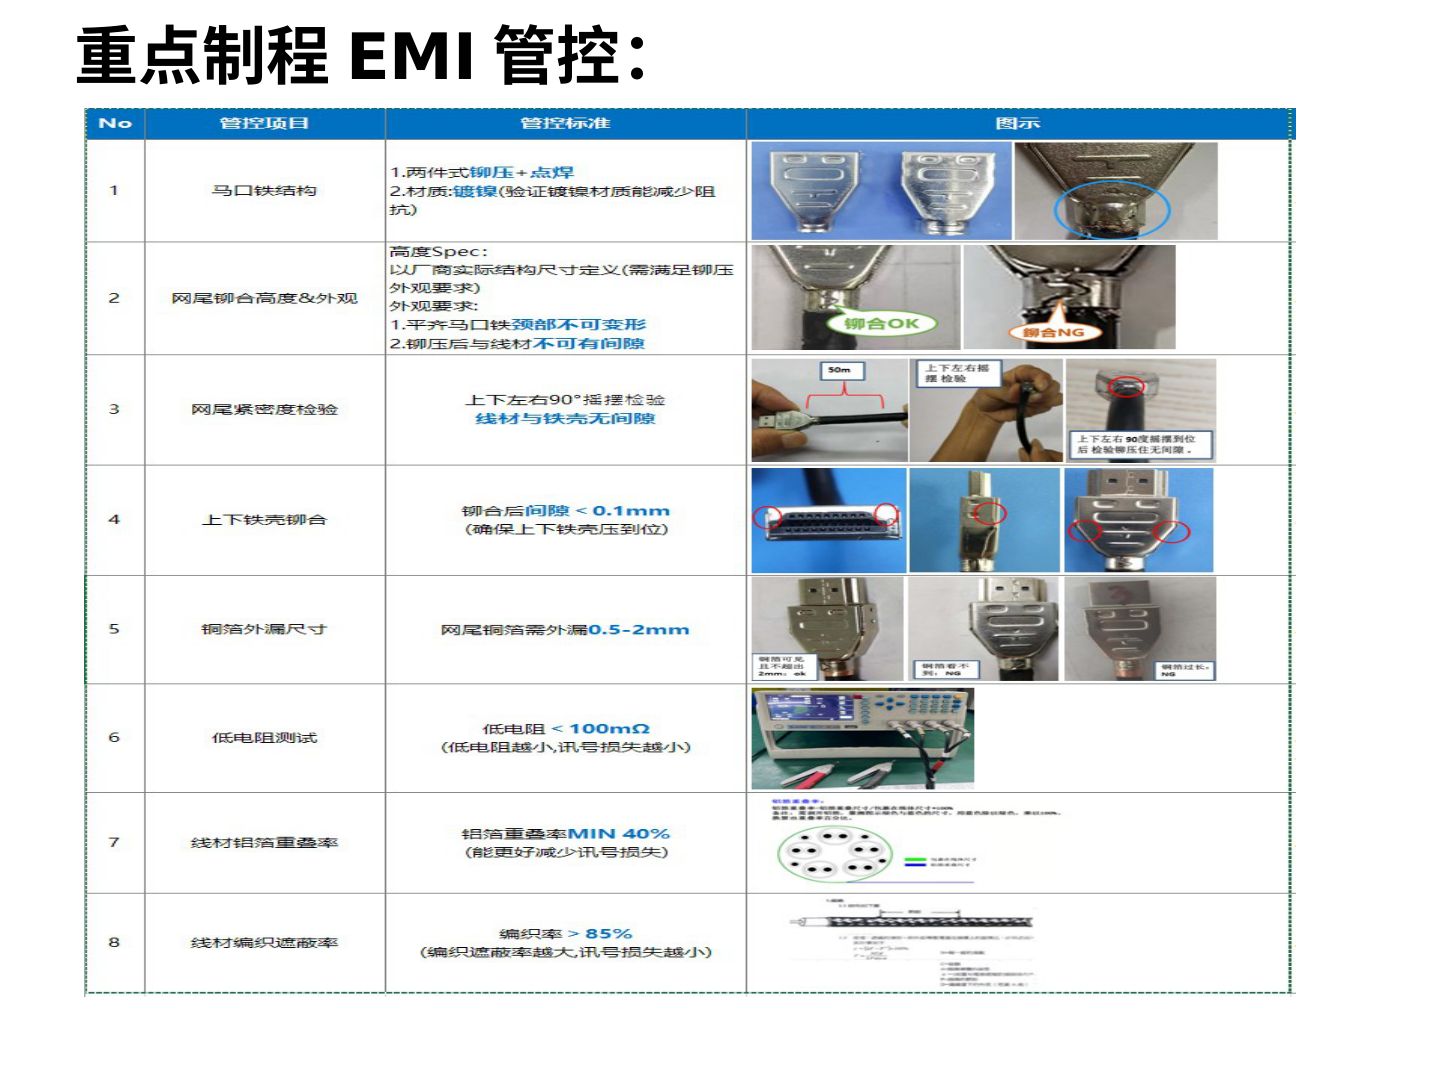 重点制程 EMI 管控：
No 管控项目 管控标准 图示
1 马口铁结构
1.两件式铆压+点焊
2.材质:镀镍(验证镀镍材质能减少阻
抗)
2 网尾铆合高度&外观
高度Spec：
以厂商实际结构尺寸定义(需满足铆压
外观要求)
外观要求:
1.平齐马口铁颈部不可变形
2.铆压后与线材不可有间隙
铆合OK
鉚合NG
3 网尾紧密度检验
上下左右90°摇摆检验
线材与铁壳无间隙
50m
上下左右摇
摆 检验
上下左右 90度摇摆到位
后 检验铆压住无间隙 。
4 上下铁壳铆合
铆合后间隙 < 0.1mm
(确保上下铁壳压到位)
5 铜箔外漏尺寸
网尾铜箔需外漏0.5-2mm
铜箔可见
且不超出
2mm：ok
铜箔看不
到：NG
铜箔过长：
NG
6 低电阻测试
低电阻 < 100mΩ
(低电阻越小,讯号损失越小)
7 线材铝箔重叠率
铝箔重叠率MIN 40%
(能更好减少讯号损失)
铝箔重叠率：
8 线材编织遮蔽率
编织率 > 85%
(编织遮蔽率越大,讯号损失越小)